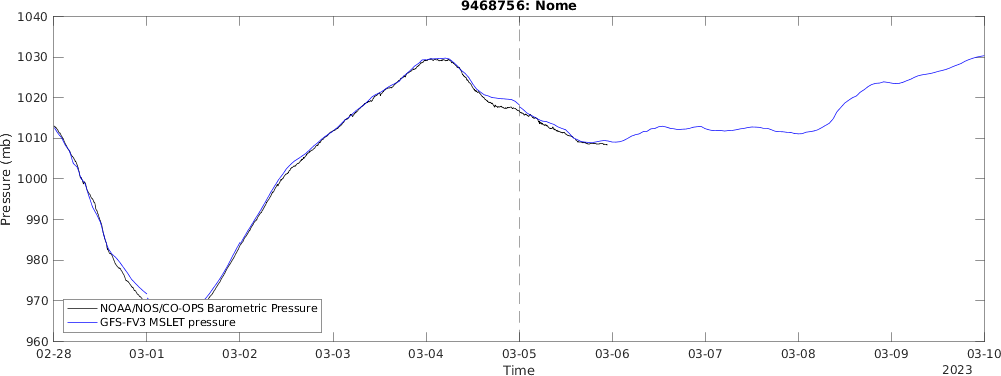 9468756: Nome
1040
1030
1020
1010
1000
990
980
970
960
Pressure (mb)
NOAA/NOS/CO-OPS Barometric Pressure
GFS-FV3 MSLET pressure
02-28 03-01 03-02 03-03 03-04 03-05 03-06 03-07 03-08 03-09 03-10
Time
2023